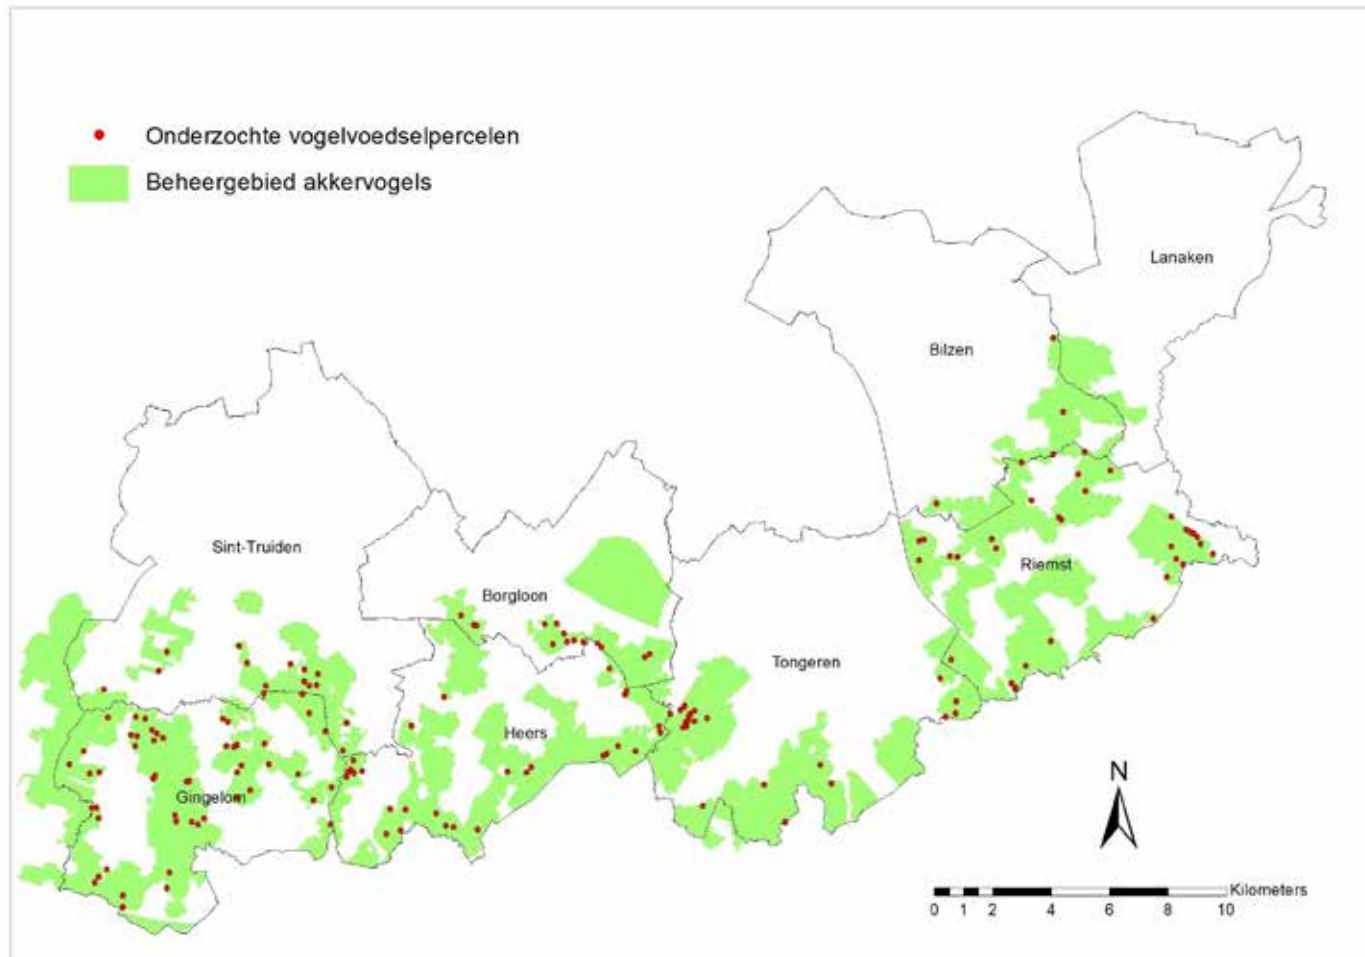 Onderzochte vogelvoedselpercelen
Beheergebied akkervogels
Lanaken
Bilzen
Sint-Truiden
Riemst
Borgloon
Tongeren
Heers
Gingelom
N
Kilometers
0 1 2 4 6 8 10